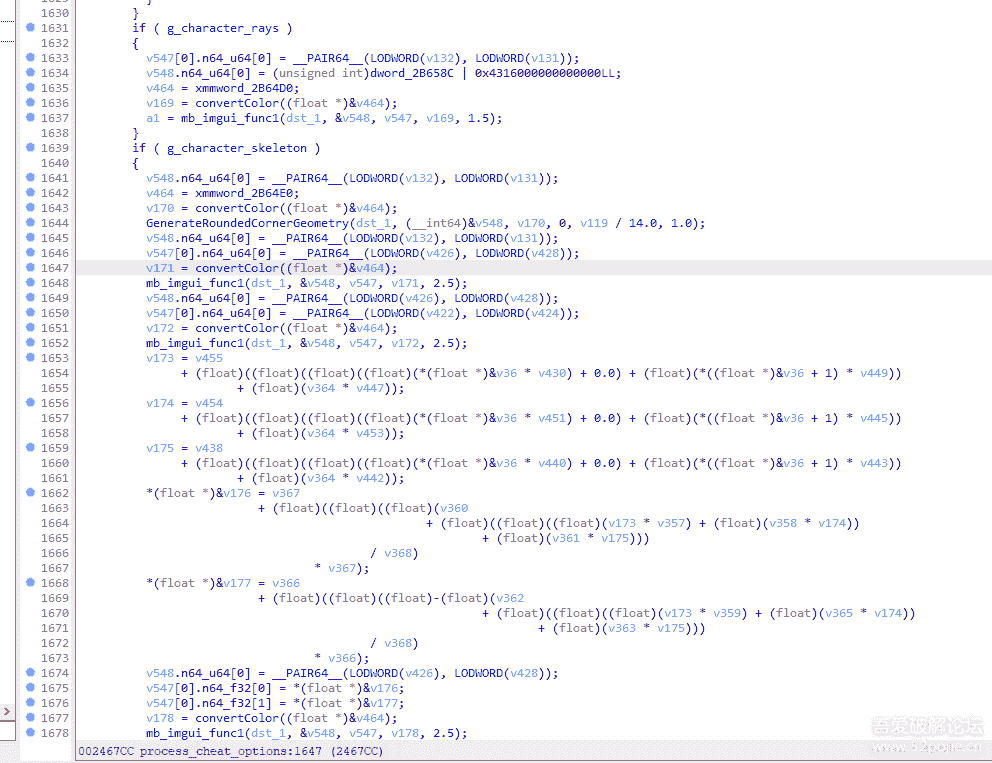 1630 }
1631 if ( g_character_rays )
1632 {
1633 v547[0].n64_u64[0] = __PAIR64__(LODWORD(v132), LODWORD(v131));
1634 v548.n64_u64[0] = (unsigned int)dword_2B658C | 0x4316000000000000LL;
1635 v464 = xmmword_2B64D0;
1636 v169 = convertColor((float *)&v464);
1637 a1 = mb_imgui_func1(dst_1, &v548, v547, v169, 1.5);
1638 }
1639 if ( g_character_skeleton )
1640 {
1641 v548.n64_u64[0] = __PAIR64__(LODWORD(v132), LODWORD(v131));
1642 v464 = xmmword_2B64E0;
1643 v170 = convertColor((float *)&v464);
1644 GenerateRoundedCornerGeometry(dst_1, (__int64)&v548, v170, 0, v119 / 14.0, 1.0);
1645 v548.n64_u64[0] = __PAIR64__(LODWORD(v132), LODWORD(v131));
1646 v547[0].n64_u64[0] = __PAIR64__(LODWORD(v426), LODWORD(v428));
1647 v171 = convertColor((float *)&v464);
1648 mb_imgui_func1(dst_1, &v548, v547, v171, 2.5);
1649 v548.n64_u64[0] = __PAIR64__(LODWORD(v426), LODWORD(v428));
1650 v547[0].n64_u64[0] = __PAIR64__(LODWORD(v422), LODWORD(v424));
1651 v172 = convertColor((float *)&v464);
1652 mb_imgui_func1(dst_1, &v548, v547, v172, 2.5);
1653 v173 = v455
1654 + (float)((float)((float)((float)(*(float *)&v36 * v430) + 0.0) + (float)(*((float *)&v36 + 1) * v449))
1655 + (float)(v364 * v447));
1656 v174 = v454
1657 + (float)((float)((float)((float)(*(float *)&v36 * v451) + 0.0) + (float)(*((float *)&v36 + 1) * v445))
1658 + (float)(v364 * v453));
1659 v175 = v438
1660 + (float)((float)((float)((float)(*(float *)&v36 * v440) + 0.0) + (float)(*((float *)&v36 + 1) * v443))
1661 + (float)(v364 * v442));
1662 *(float *)&v176 = v367
1663 + (float)((float)((float)(v360
1664 + (float)((float)((float)(v173 * v357) + (float)(v358 * v174))
1665 + (float)(v361 * v175)))
1666 / v368)
1667 * v367);
1668 *(float *)&v177 = v366
1669 + (float)((float)((float)-(float)(v362
1670 + (float)((float)((float)(v173 * v359) + (float)(v365 * v174))
1671 + (float)(v363 * v175)))
1672 / v368)
1673 * v366);
1674 v548.n64_u64[0] = __PAIR64__(LODWORD(v426), LODWORD(v428));
1675 v547[0].n64_f32[0] = *(float *)&v176;
1676 v547[0].n64_f32[1] = *(float *)&v177;
1677 v178 = convertColor((float *)&v464);
1678 mb_imgui_func1(dst_1, &v548, v547, v178, 2.5);
002467CC process_cheat_options:1647 (2467CC)
吾爱破解论坛
www.52pojie.cn